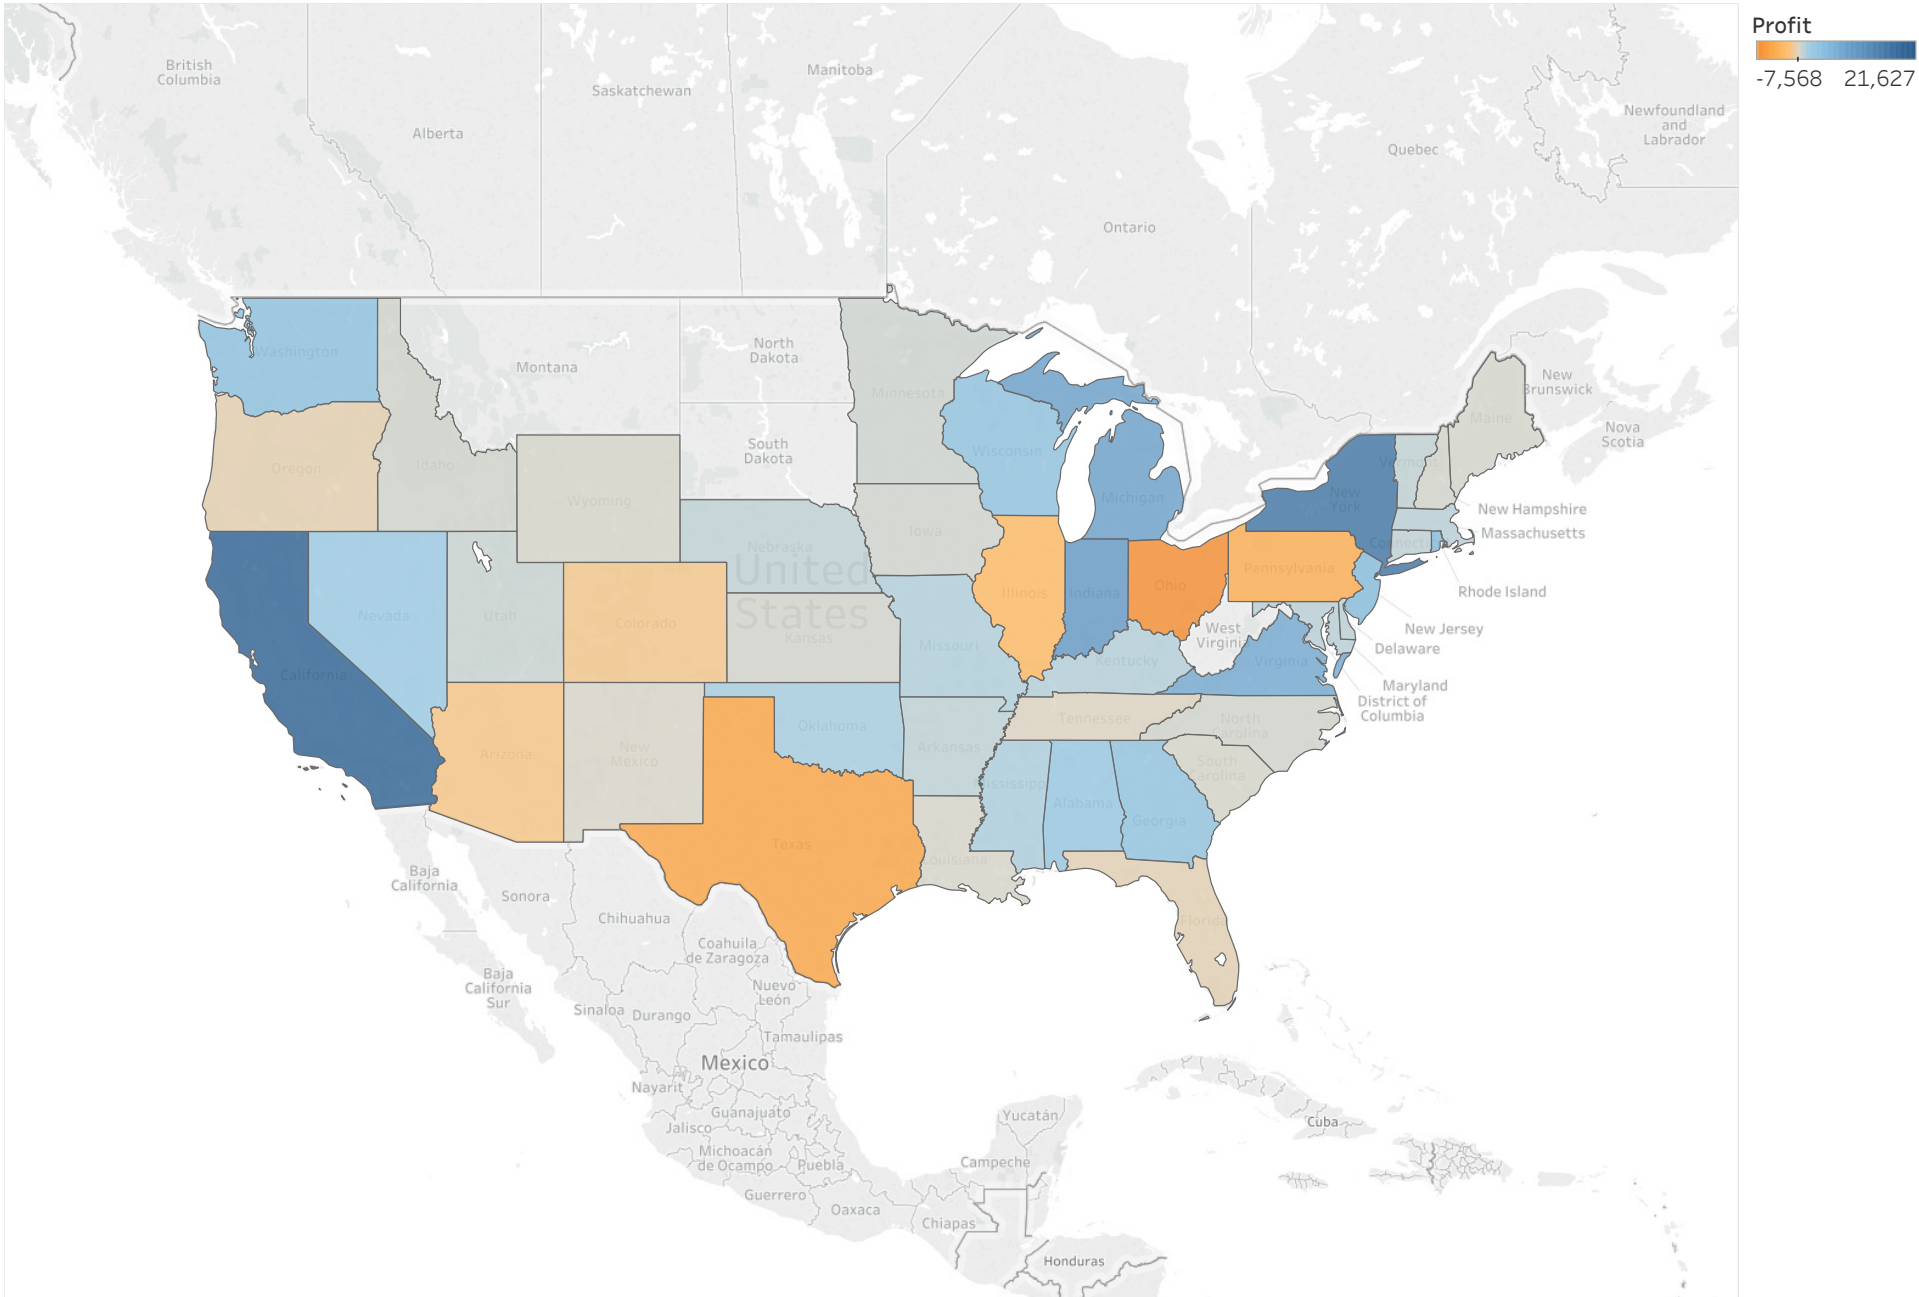 Profit
-7,568 21,627
British
Columbia
Alberta
Saskatchewan
Manitoba
Ontario
Quebec
Newfoundland
and
Labrador
New
Brunswick
Nova
Scotia
Washington
Montana
North
Dakota
South
Dakota
Minnesota
Oregon
Idaho
Wyoming
Wisconsin
Michigan
Vermont
Maine
New
York
New Hampshire
Massachusetts
Iowa
Nebraska
United
States
Nevada
Utah
Colorado
Kansas
Illinois
Indiana
Ohio
Pennsylvania
Connecti
Rhode Island
New Jersey
Delaware
Maryland
District of
Columbia
West
Virginia
Virginia
Kentucky
Missouri
California
Arizona
New
Mexico
Oklahoma
Arkansas
Tennessee
North
Carolina
South
Carolina
Mississippi
Alabama
Georgia
Texas
Louisiana
Florida
Baja
California
Sonora
Chihuahua
Coahuila
de Zaragoza
Baja
California
Sur
Nuevo
León
Sinaloa
Durango
Tamaulipas
Mexico
Nayarit
Guanajuato
Jalisco
Michoacán
de Ocampo
Puebla
Guerrero
Oaxaca
Chiapas
Yucatán
Campeche
Cuba
Honduras